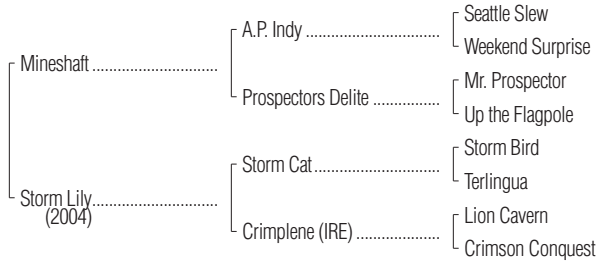 Seattle Slew
A.P. Indy
Weekend Surprise
Mineshaft
Mr. Prospector
Prospectors Delite
Up the Flagpole
Storm Bird
Storm Cat
Terlingua
Storm Lily
(2004)
Lion Cavern
Crimplene (IRE)
Crimson Conquest